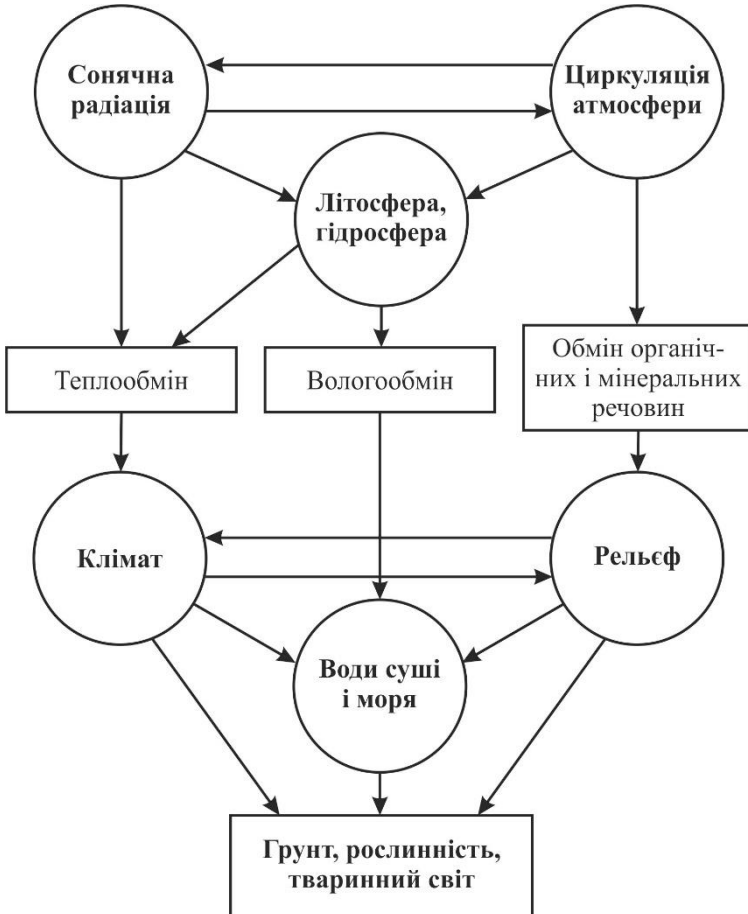 Сонячна
радіація
Циркуляція
атмосфери
Літосфера,
гідросфера
Теплообмін
Вологообмін
Обмін органіч-
них і мінеральних
речовин
Клімат
Рельєф
Води суші
і моря
Грунт, рослинність,
тваринний світ